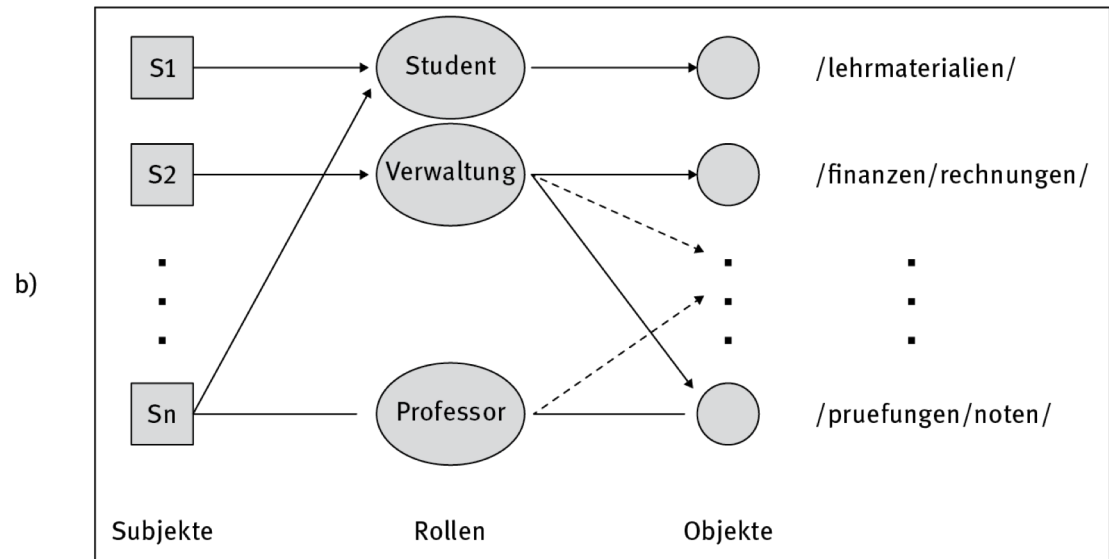 S1
Student
/lehrmaterialien/
S2
Verwaltung
/finanzen/rechnungen/
b)
Sn
Professor
/pruefungen/noten/
Subjekte
Rollen
Objekte